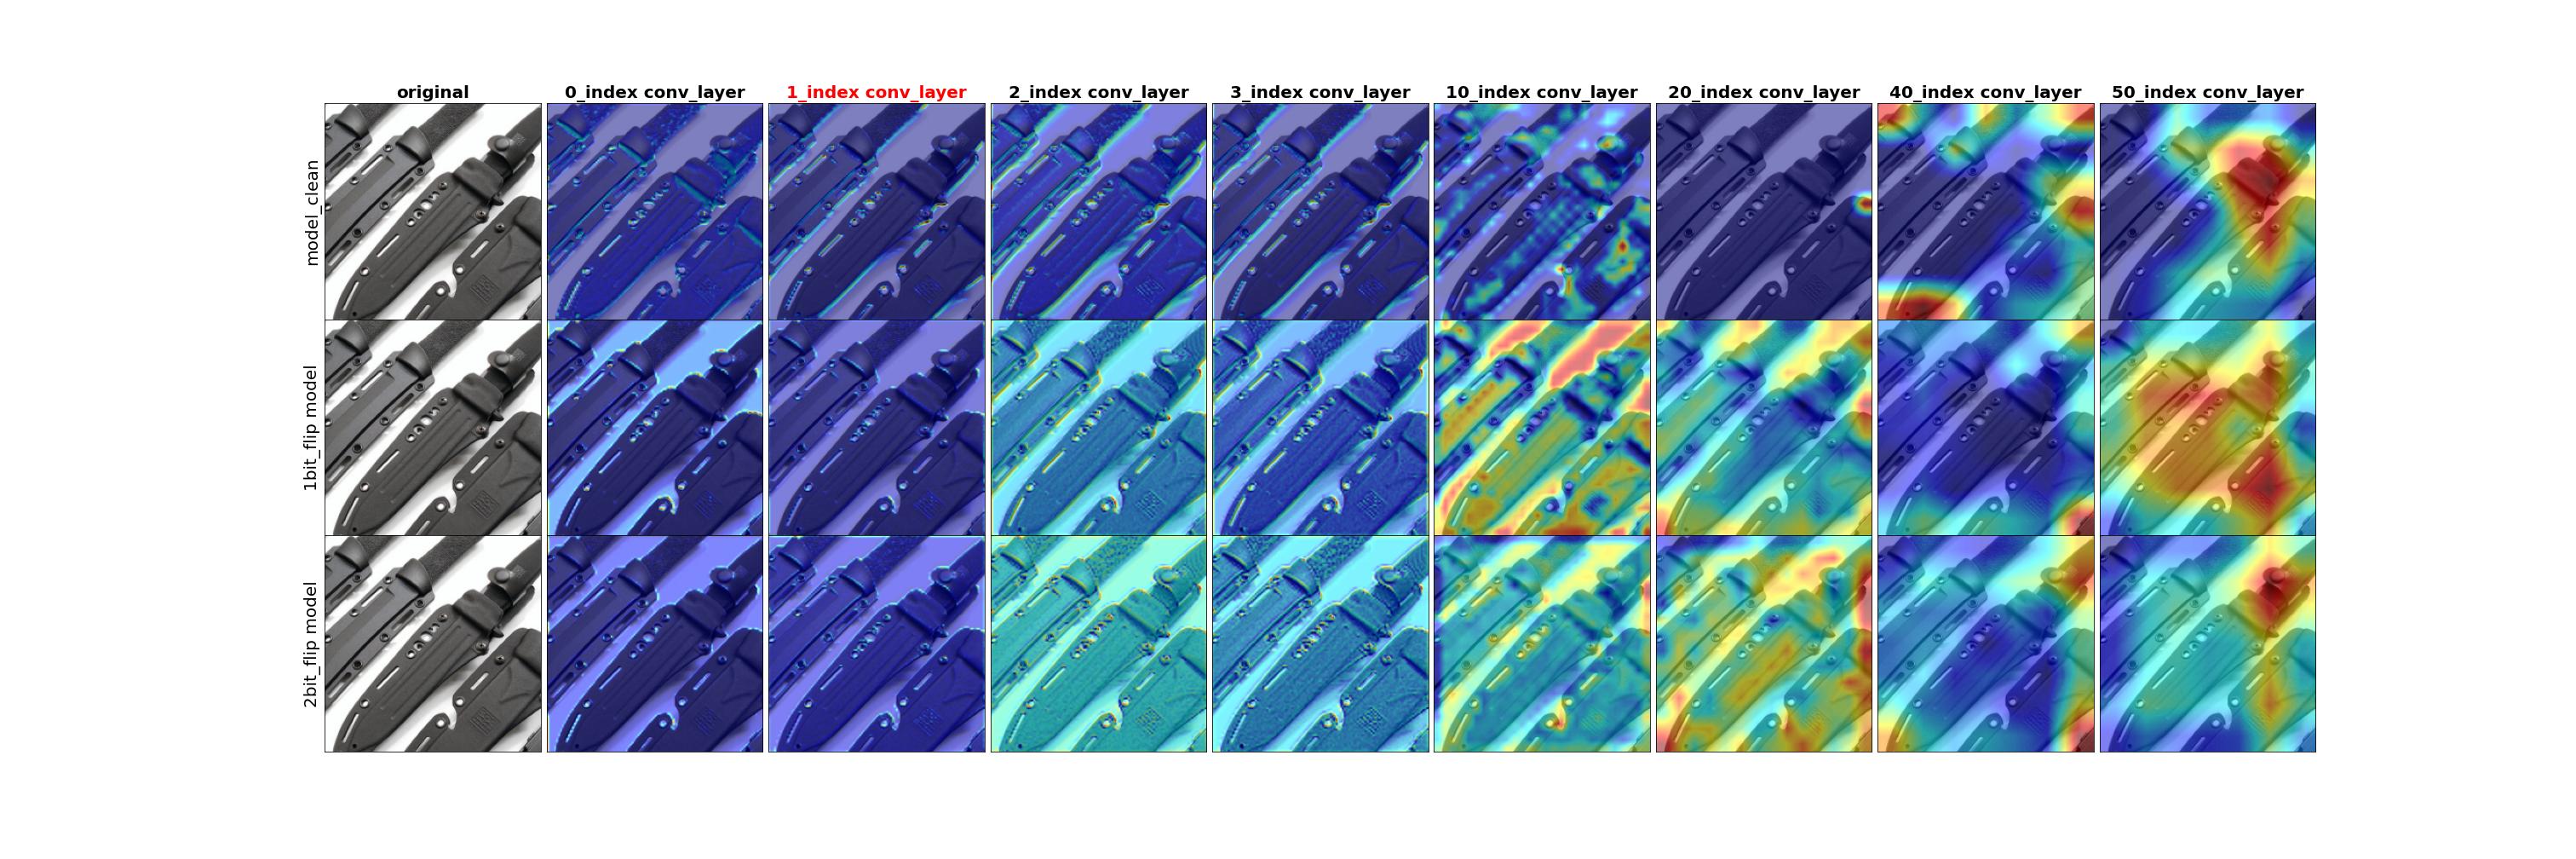 original 0_index conv_layer 1_index conv_layer 2_index conv_layer 3_index conv_layer 10_index conv_layer 20_index conv_layer 40_index conv_layer 50_index conv_layer
model_clean
1bit_flip model
2bit_flip model